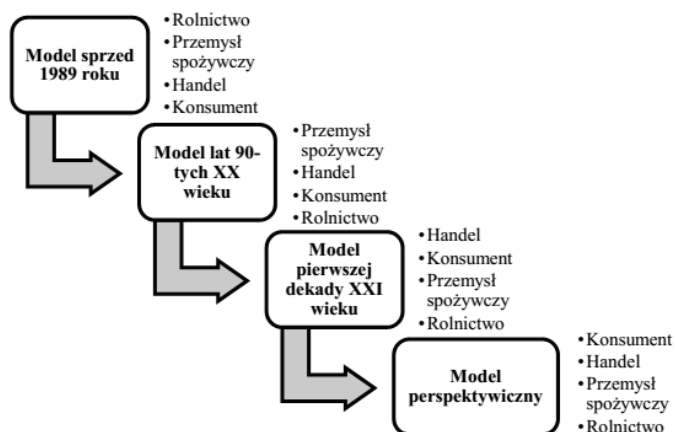 Model sprzed
1989 roku
•Rolnictwo
•Przemysł
spożywczy
•Handel
•Konsument
Model lat 90-
tych XX
wieku
•Przemysł
spożywczy
•Handel
•Konsument
•Rolnictwo
Model
pierwszej
dekady XXI
wieku
•Handel
•Konsument
•Przemysł
spożywczy
•Rolnictwo
Model
perspektywiczny
•Konsument
•Handel
•Przemysł
spożywczy
•Rolnictwo